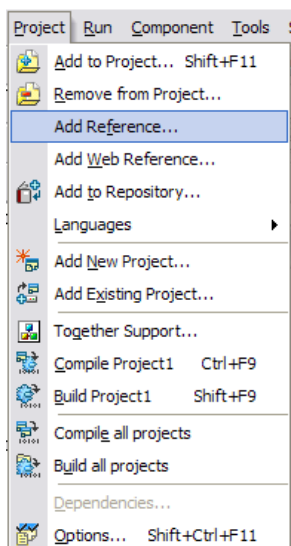 Project Run Component Tools
Add to Project... Shift+F11
Remove from Project...
Add Reference...
Add Web Reference...
Add to Repository...
Languages
Add New Project...
Add Existing Project...
Together Support...
Compile Project1 Ctrl+F9
Build Project1 Shift+F9
Compile all projects
Build all projects
Dependencies...
Options... Shift+Ctrl+F11